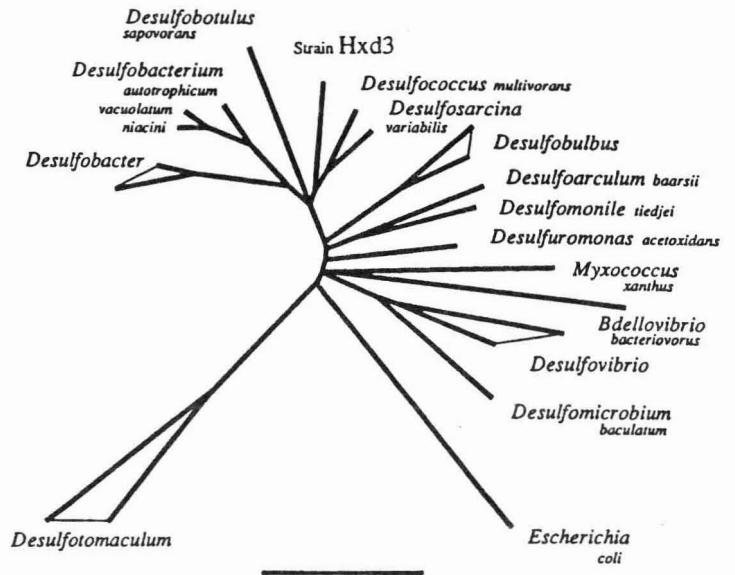 Desulfobotulus
sapovorans
Strain Hxd3
Desulfobacterium
autotrophicum
vacuolatum
niacini
Desulfococcus multivorans
Desulfosarcina
variabilis
Desulfobulbus
Desulfobacter
Desulfoarculum baarsii
Desulfomonile tiedjei
Desulfuromonas acetoxidans
Myxococcus
xanthus
Bdellovibrio
bacteriovorus
Desulfovibrio
Desulfomicrobium
baculatum
Desulfotomaculum
Escherichia
coli